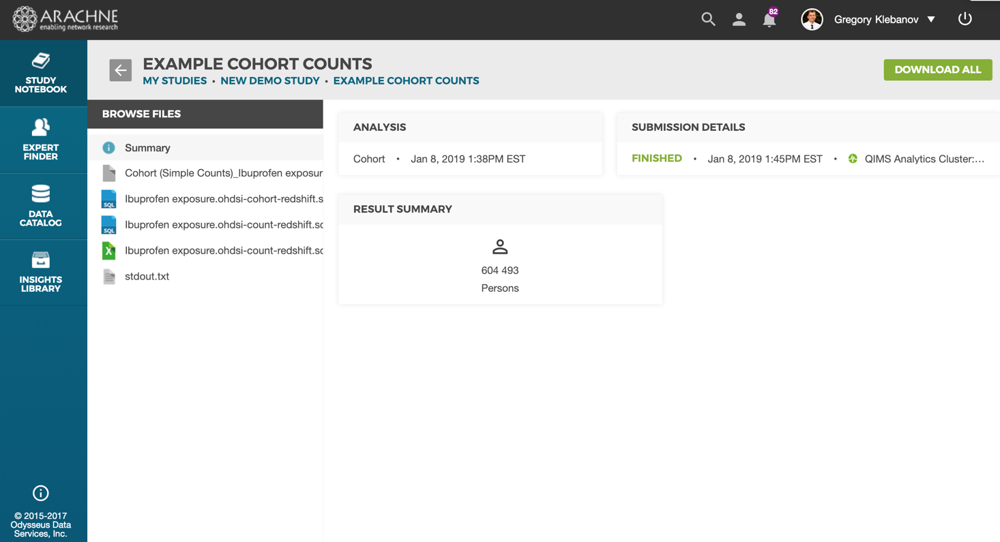 ARACHNE
enabling network research
82
Gregory Klebanov
STUDY
NOTEBOOK
EXPERT
FINDER
DATA
CATALOG
INSIGHTS
LIBRARY
© 2015-2017
Odysseus Data
Services, Inc.
EXAMPLE COHORT COUNTS
MY STUDIES • NEW DEMO STUDY • EXAMPLE COHORT COUNTS
DOWNLOAD ALL
BROWSE FILES
Summary
Cohort (Simple Counts)_Ibuprofen exposur
SQL Ibuprofen exposure.ohdsi-cohort-redshift.s
SQL Ibuprofen exposure.ohdsi-count-redshift.sc
X Ibuprofen exposure.ohdsi-count-redshift.sc
stdout.txt
ANALYSIS
Cohort • Jan 8, 2019 1:38PM EST
SUBMISSION DETAILS
FINISHED • Jan 8, 2019 1:45PM EST • QIMS Analytics Cluster:...
RESULT SUMMARY
604 493
Persons